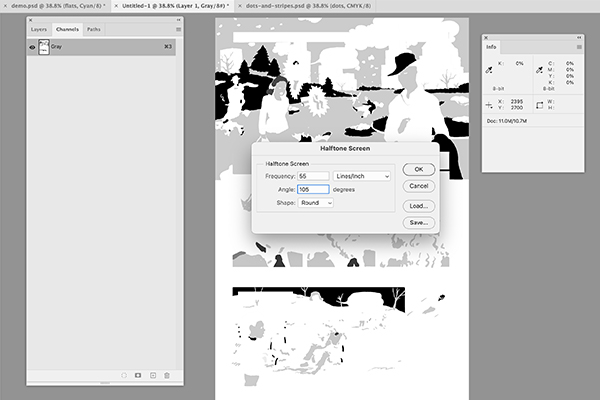 demo.psd @ 38.8% (flats, Cyan/8) * Untitled-1 @ 38.8% (Layer 1, Gray/8#) * dots-and-stripes.psd @ 38.8% (dots, CMYK/8)
Layers Channels Paths
Gray ⌘3
Info
K: 0% C: 0%
M: 0%
Y: 0%
K: 0%
8-bit 8-bit
X: 2395 W:
Y: 2700 H:
Doc: 11.0M/10.7M
Halftone Screen
Halftone Screen
Frequency: 55 Lines/Inch
Angle: 105 degrees
Shape: Round
OK
Cancel
Load...
Save...